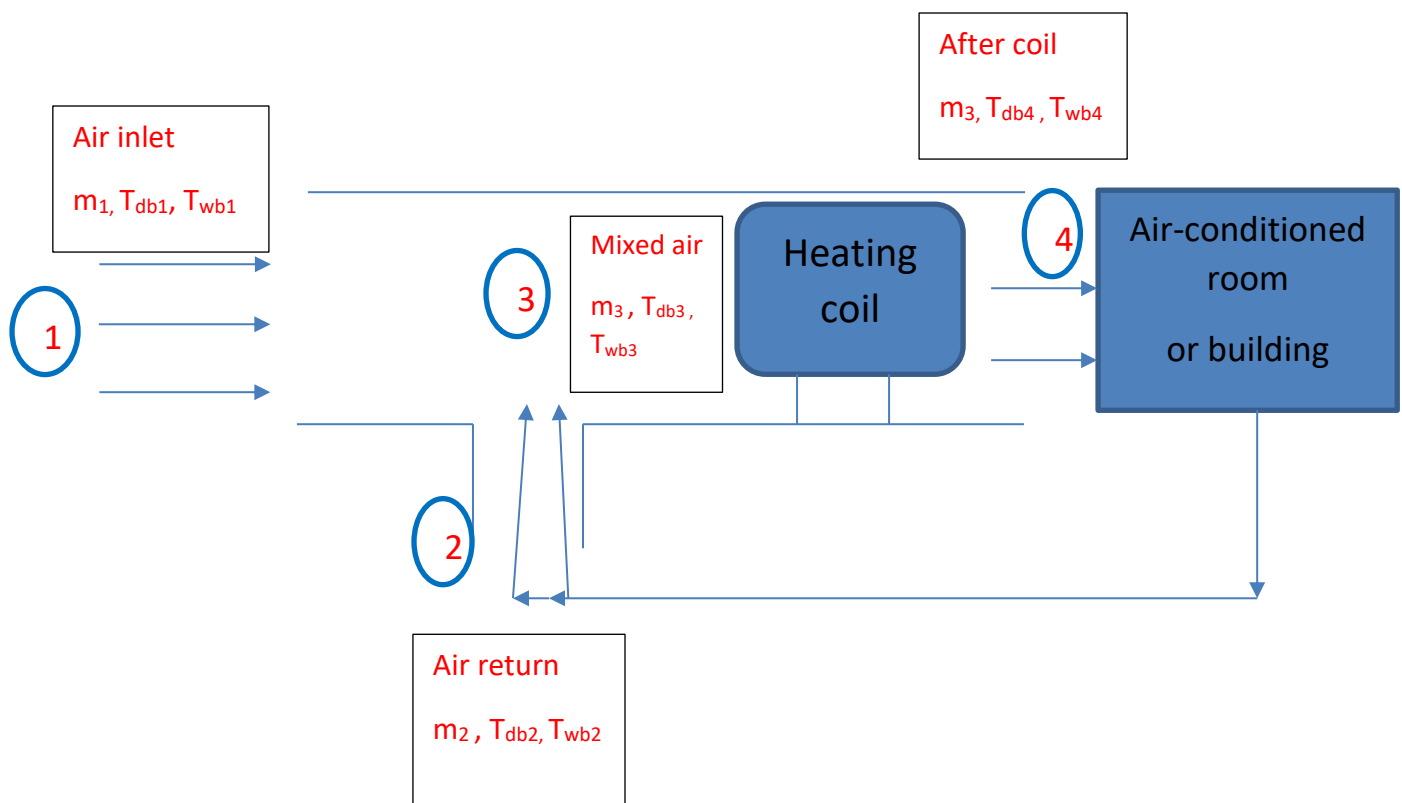 After coil
m3, Tdb4 , Twb4
Air inlet
m1, Tdb1, Twb1
1
3
Mixed air
m3 , Tdb3 ,
Twb3
Heating
coil
4
Air-conditioned
room
or building
2
Air return
m2 , Tdb2, Twb2